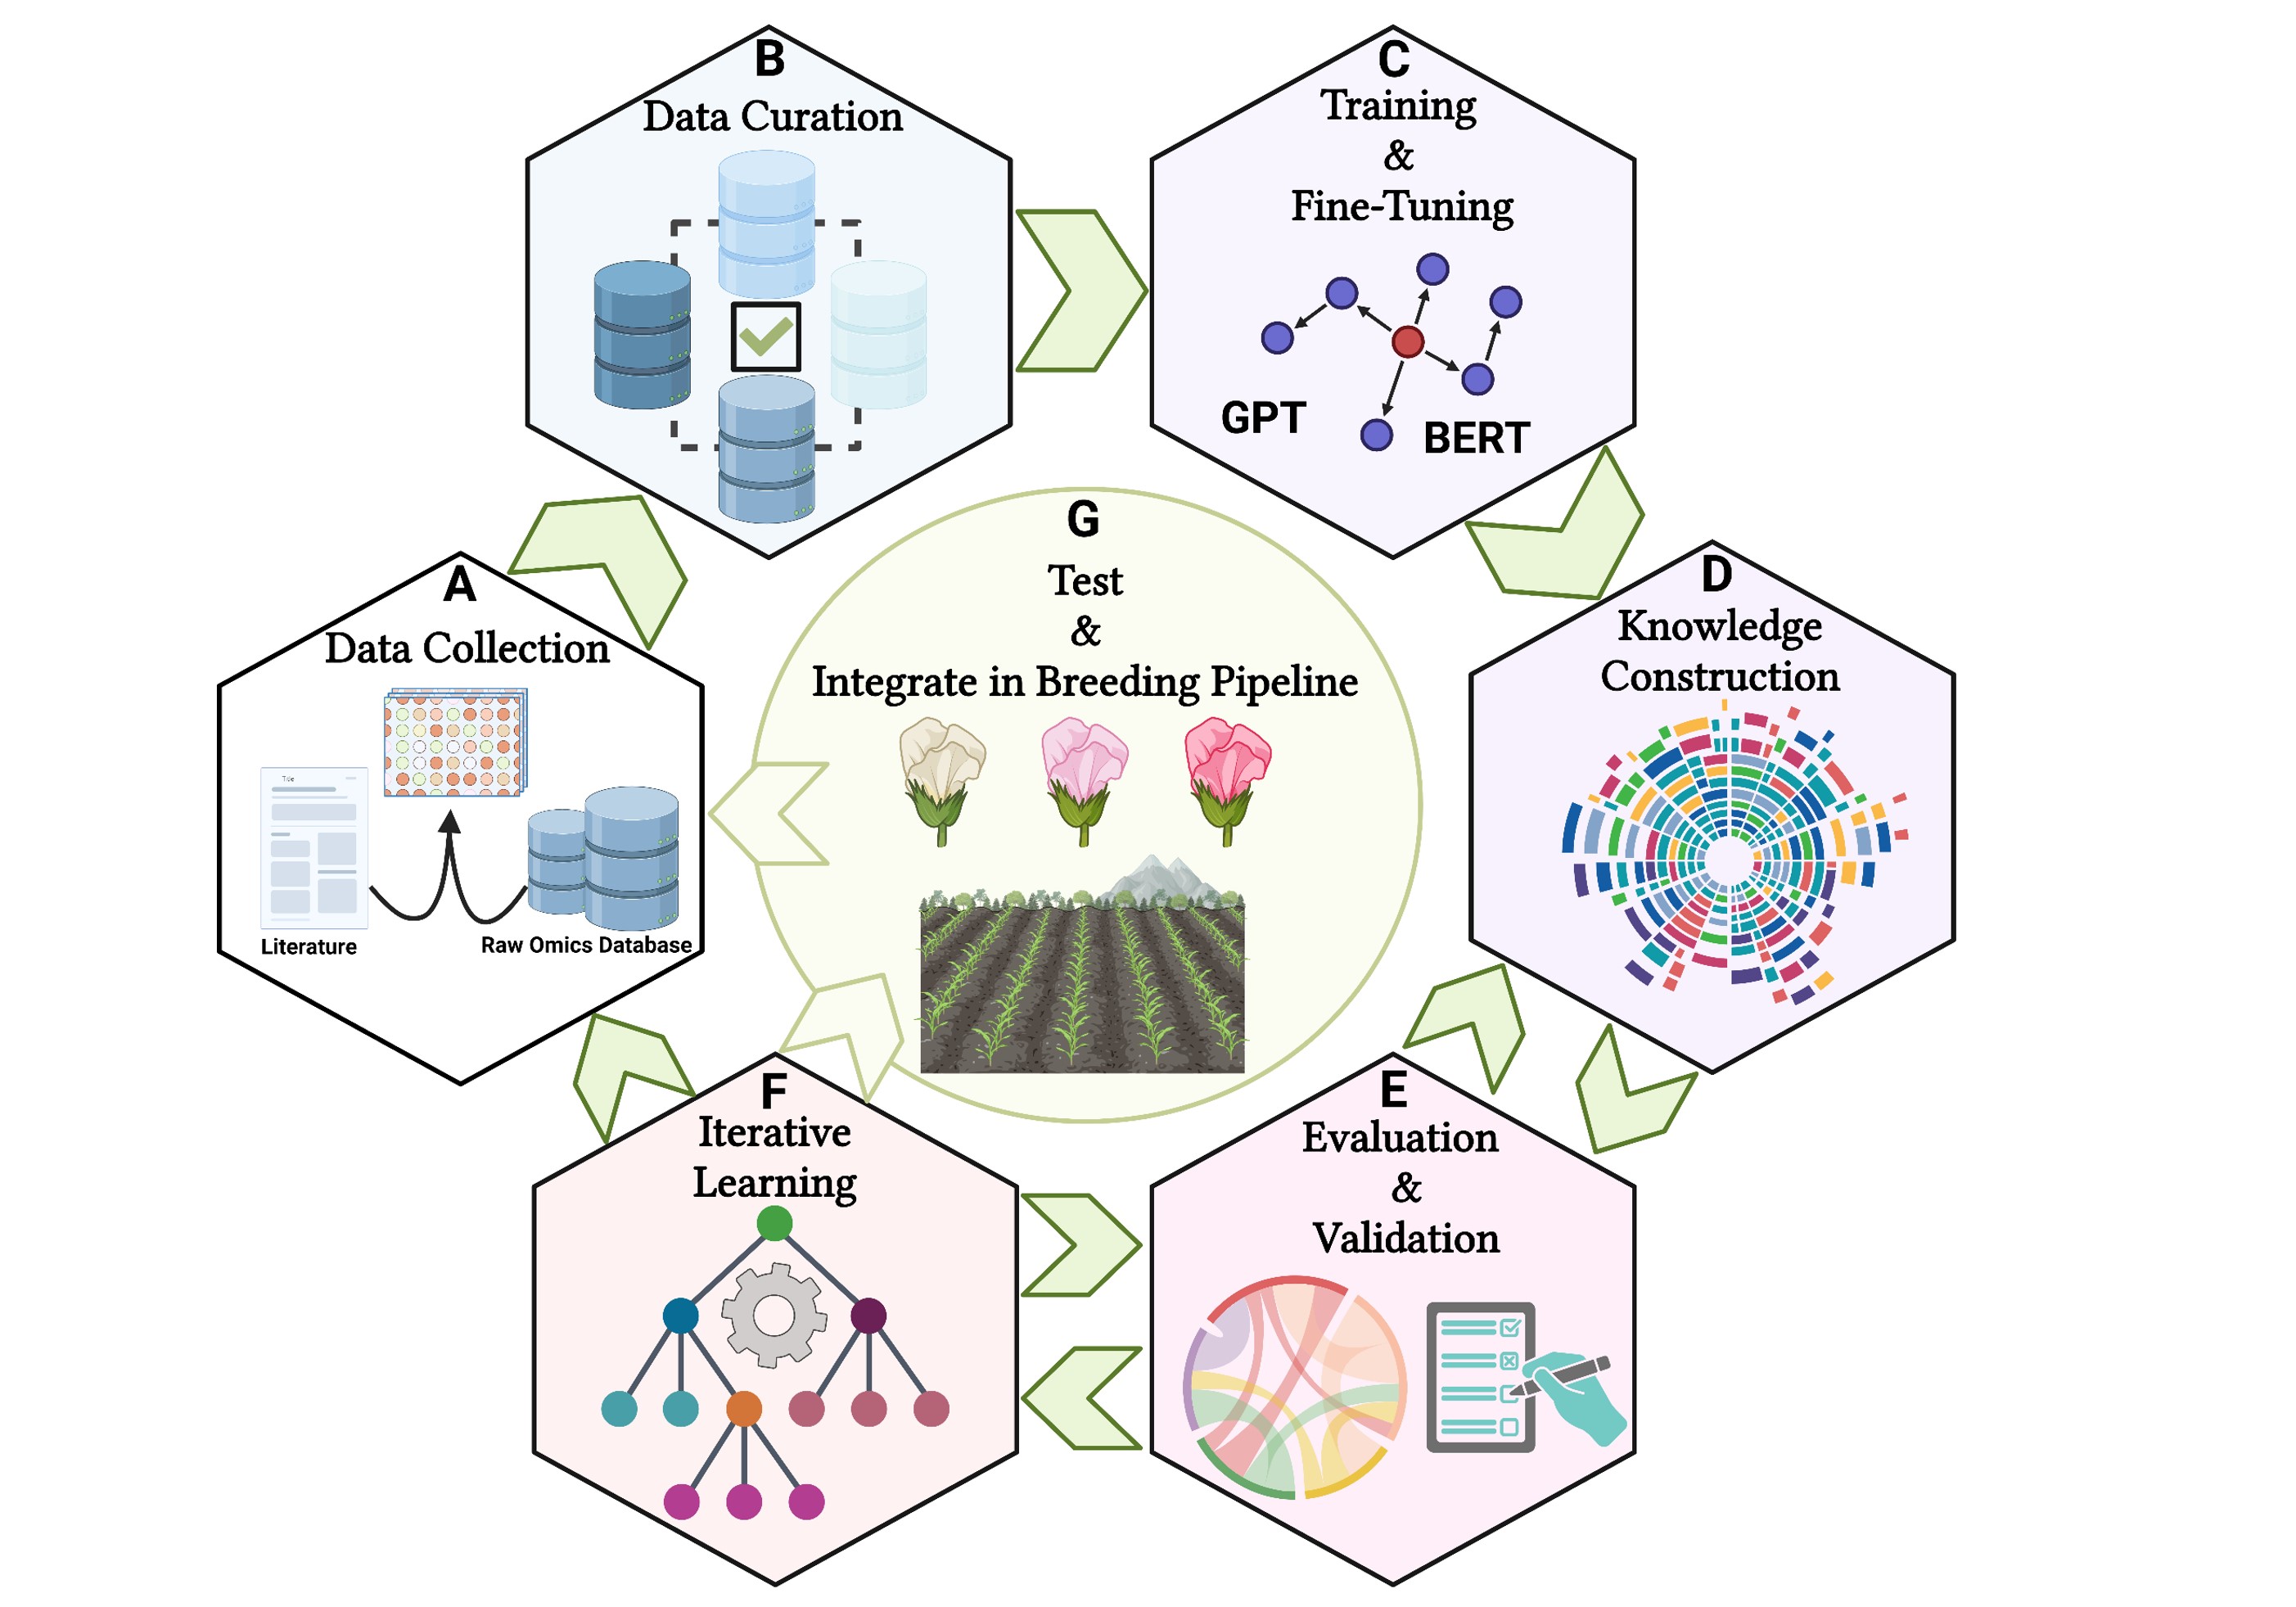 A
Data Collection
Title
Literature
Raw Omics Database
B
Data Curation
C
Training
&
Fine-Tuning
GPT
BERT
D
Knowledge
Construction
E
Evaluation
&
Validation
F
Iterative
Learning
G
Test
&
Integrate in Breeding Pipeline